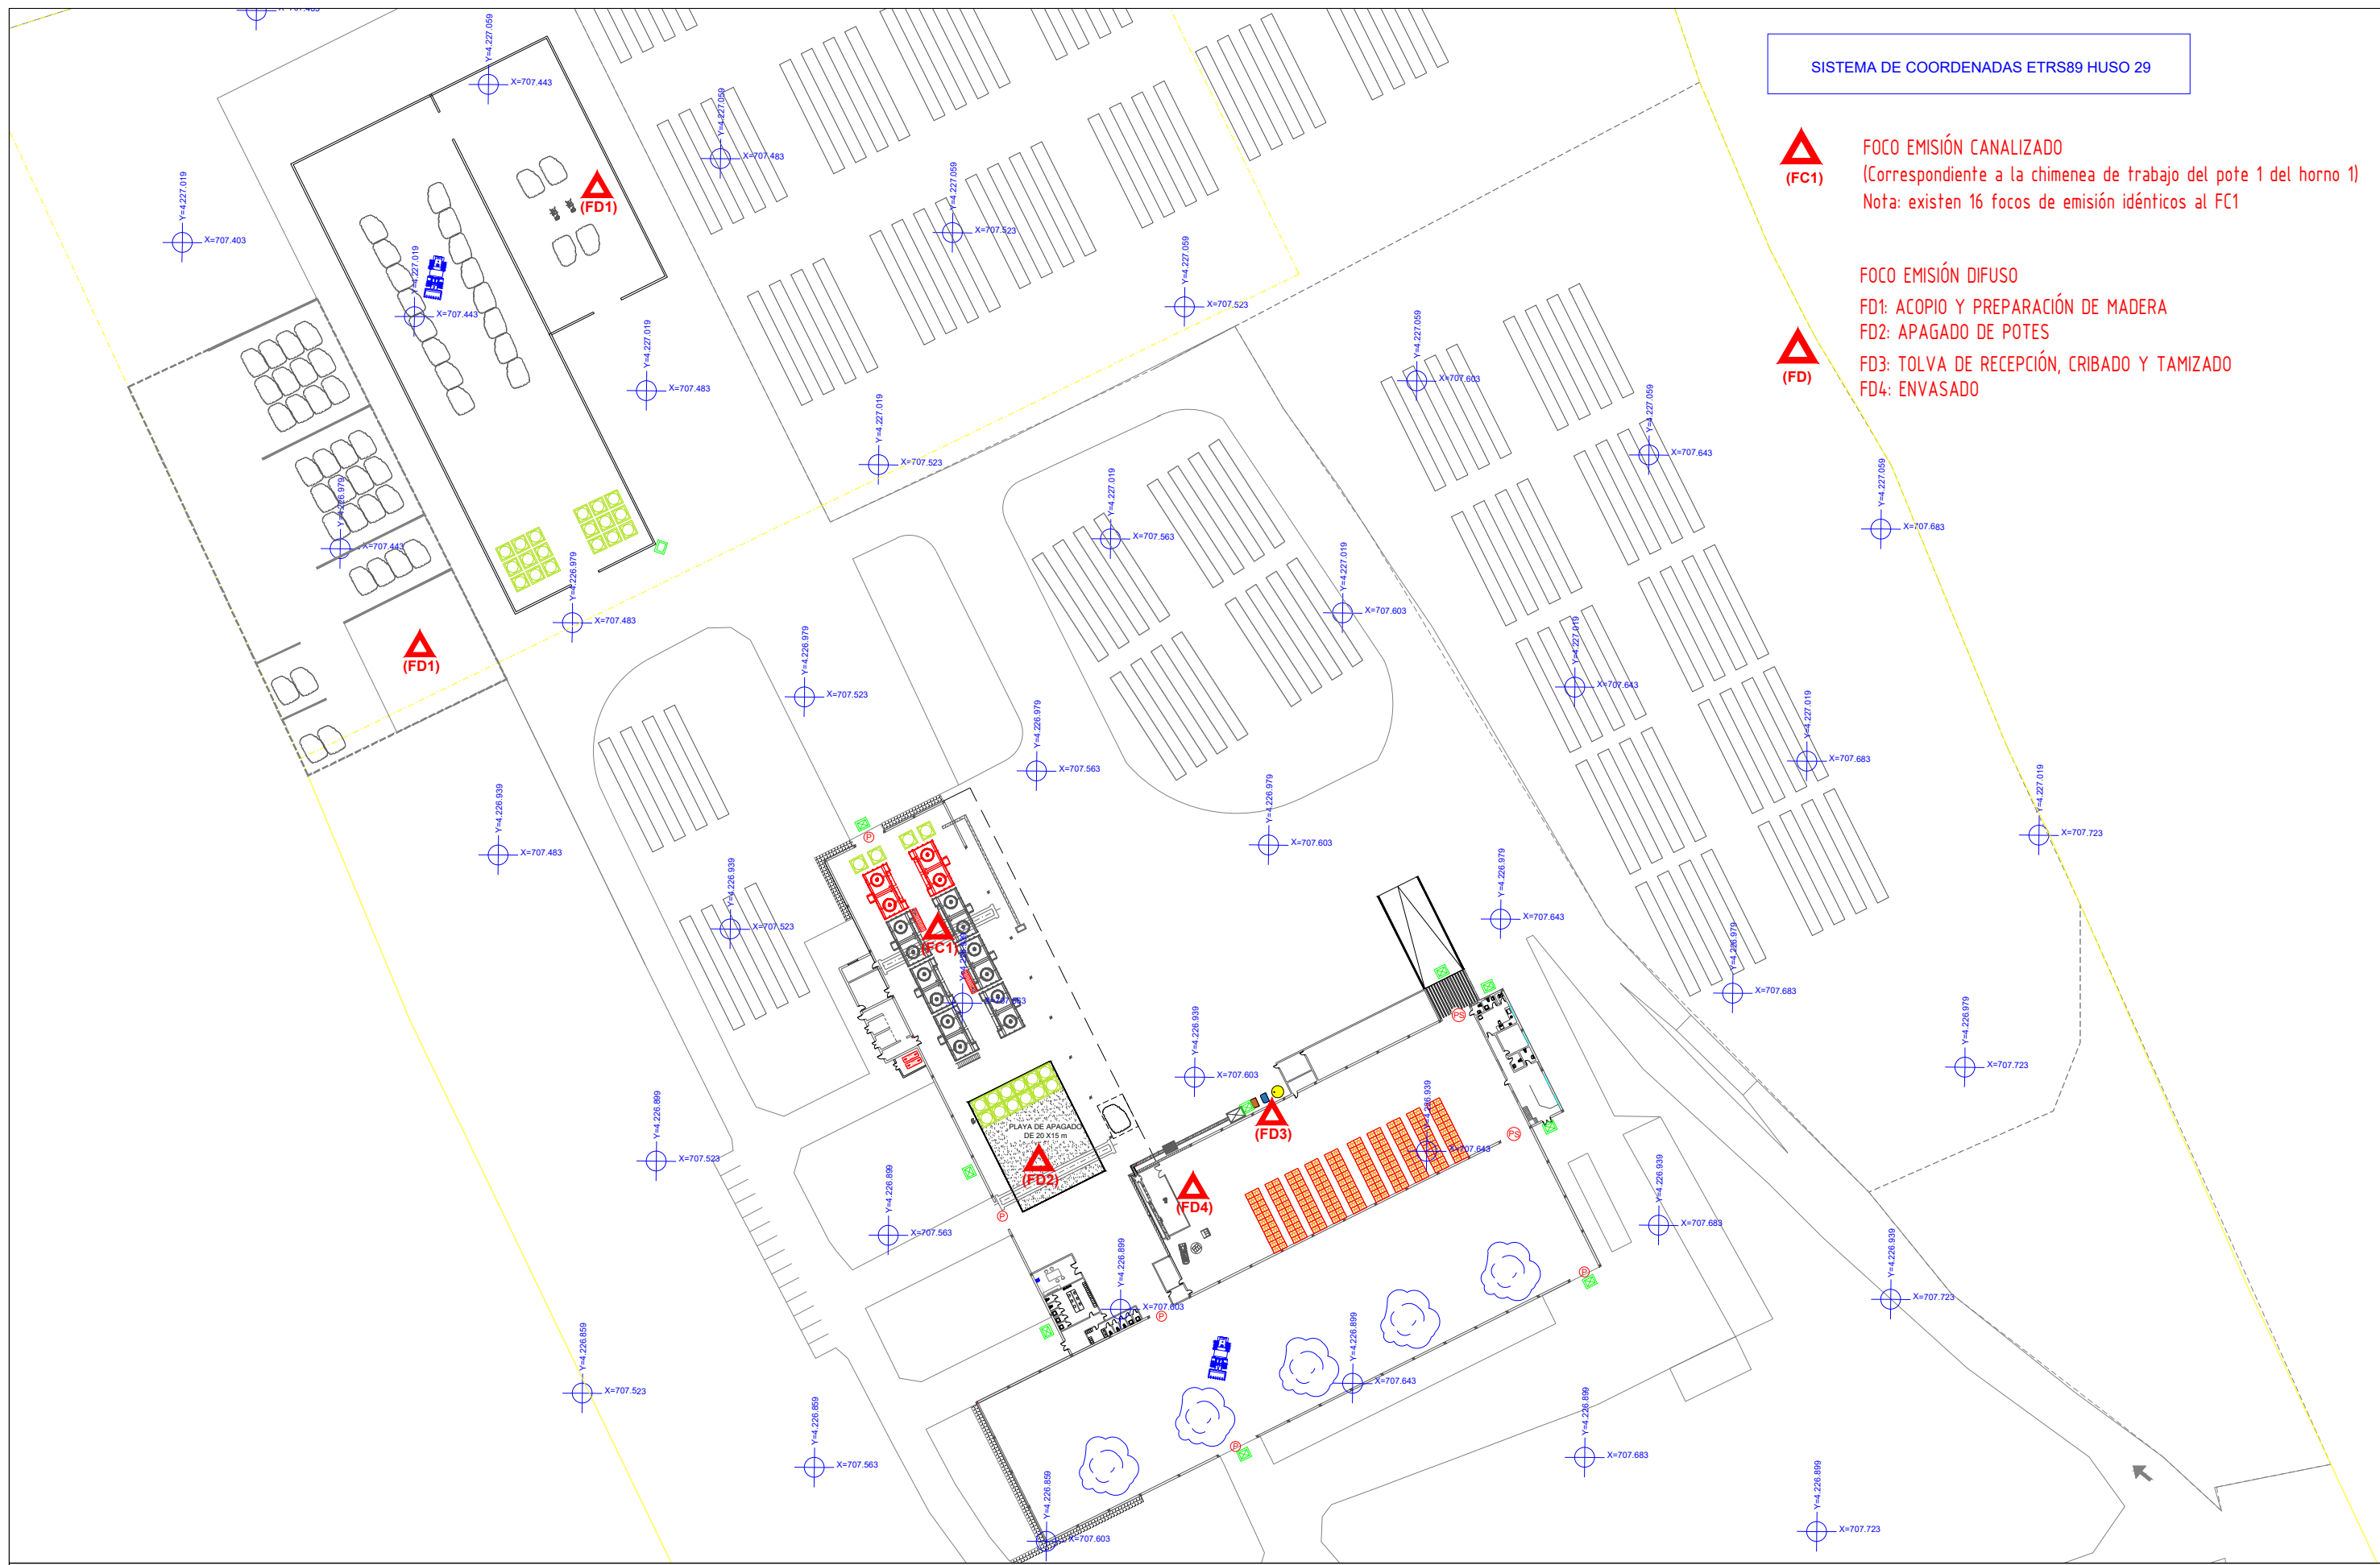 SISTEMA DE COORDENADAS ETRS89 HUSO 29
(FC1)
FOCO EMISIÓN CANALIZADO
(Correspondiente a la chimenea de trabajo del pote 1 del horno 1)
Nota: existen 16 focos de emisión idénticos al FC1
(FD)
FOCO EMISIÓN DIFUSO
FD1: ACOPIO Y PREPARACIÓN DE MADERA
FD2: APAGADO DE POTES
FD3: TOLVA DE RECEPCIÓN, CRIBADO Y TAMIZADO
FD4: ENVASADO
Y=4.227.059
X=707.443
Y=4.227.059
X=707.483
Y=4.227.019
X=707.403
Y=4.227.059
X=707.523
Y=4.227.059
X=707.523
Y=4.227.019
X=707.443
Y=4.227.019
X=707.483
Y=4.227.059
X=707.603
Y=4.227.019
X=707.523
Y=4.227.059
X=707.643
Y=4.227.059
X=707.683
Y=4.227.019
X=707.563
Y=4.226.979
X=707.443
Y=4.227.019
X=707.603
Y=4.226.979
X=707.483
Y=4.227.019
X=707.643
Y=4.226.979
X=707.523
Y=4.227.019
X=707.683
Y=4.226.979
X=707.563
Y=4.227.019
X=707.723
Y=4.226.979
X=707.603
Y=4.226.939
X=707.483
Y=4.226.979
X=707.643
Y=4.226.939
X=707.523
Y=4.226.979
X=707.683
X=707.563
Y=4.226.979
X=707.723
Y=4.226.939
X=707.603
Y=4.226.939
X=707.643
Y=4.226.899
X=707.523
Y=4.226.939
X=707.683
Y=4.226.899
X=707.563
Y=4.226.939
X=707.723
Y=4.226.899
X=707.603
Y=4.226.899
X=707.643
Y=4.226.859
X=707.523
Y=4.226.899
X=707.683
Y=4.226.859
X=707.563
Y=4.226.899
X=707.723
Y=4.226.859
X=707.603
(FD1)
(FD1)
(FC1)
P
PLAYA DE APAGADO
DE 20 X15 m
(FD2)
(FD3)
(FD4)
PS
PS
P
P
P
P